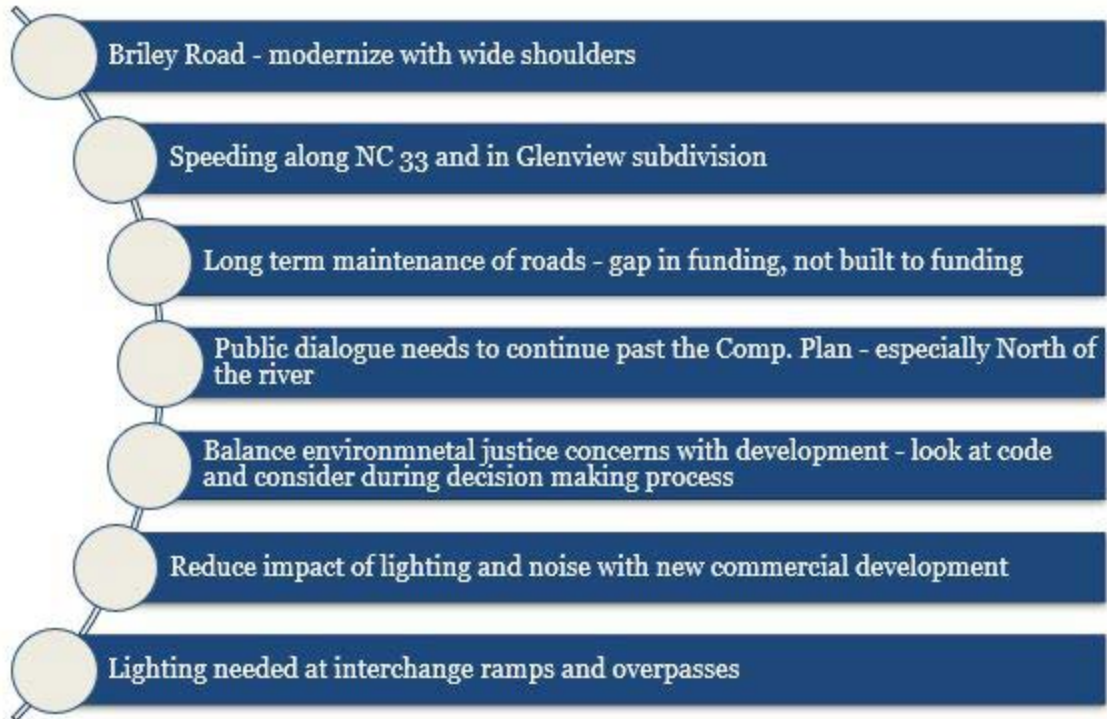 Briley Road - modernize with wide shoulders
Speeding along NC 33 and in Glenview subdivision
Long term maintenance of roads - gap in funding, not built to funding
Public dialogue needs to continue past the Comp. Plan - especially North of
the river
Balance environmnetal justice concerns with development - look at code
and consider during decision making process
Reduce impact of lighting and noise with new commercial development
Lighting needed at interchange ramps and overpasses